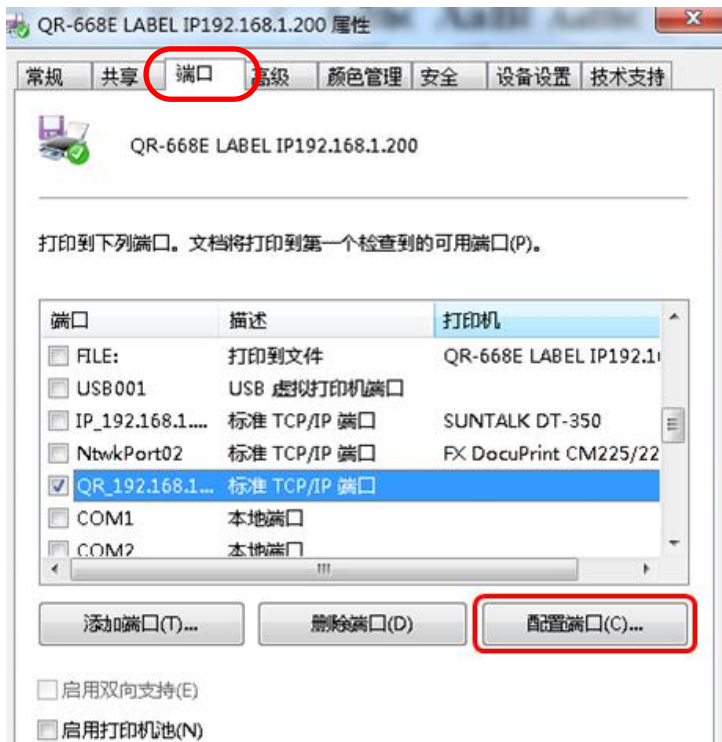 QR-668E LABEL IP192.168.1.200 属性
常规 共享 端口 高级 颜色管理 安全 设备设置 技术支持
QR-668E LABEL IP192.168.1.200
打印到下列端口。文档将打印到第一个检查到的可用端口(P)。
端口 描述 打印机
FILE: 打印到文件 QR-668E LABEL IP192.1
USB001 USB 虚拟打印机端口
IP_192.168.1.... 标准 TCP/IP 端口 SUNTALK DT-350
NtwkPort02 标准 TCP/IP 端口 FX DocuPrint CM225/22
QR_192.168.1... 标准 TCP/IP 端口
COM1 本地端口
COM2 本地端口
添加端口(T)... 删除端口(D) 配置端口(C)...
启用双向支持(E)
启用打印机池(N)